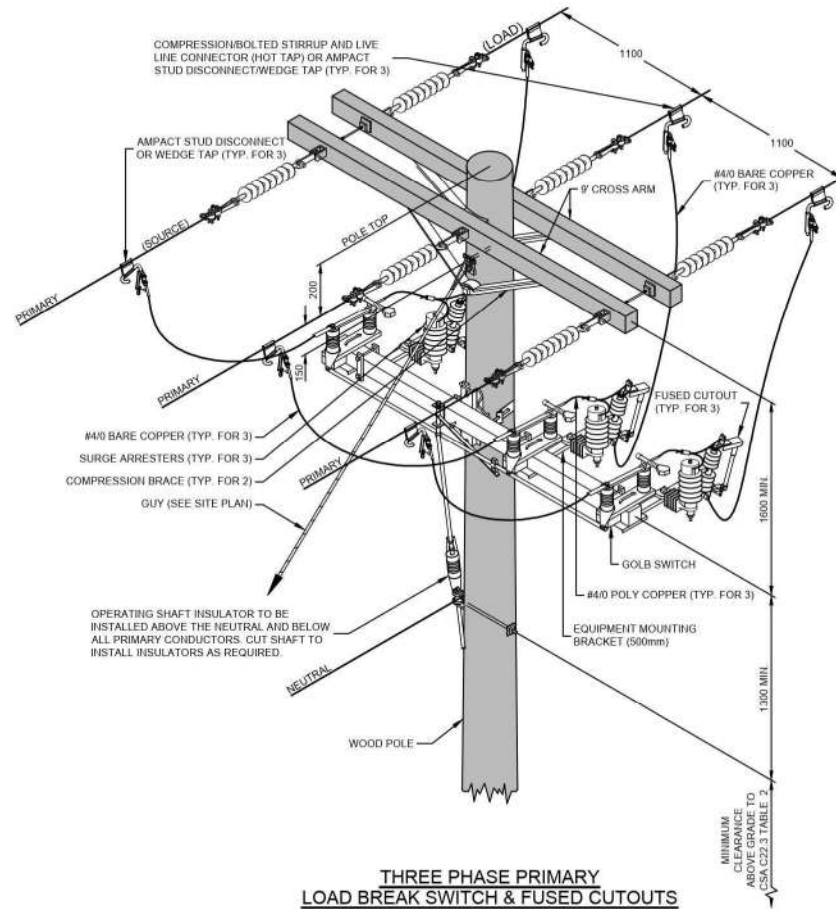 COMPRESSION/BOLTED STIRRUP AND LIVE
LINE CONNECTOR (HOT TAP) OR AMPACT
STUD DISCONNECT/WEDGE TAP (TYP. FOR 3)
(LOAD)
1100
1100
AMPACT STUD DISCONNECT
OR WEDGE TAP (TYP. FOR 3)
#4/0 BARE COPPER
(TYP. FOR 3)
9' CROSS ARM
(SOURCE)
POLE TOP
200
PRIMARY
150
PRIMARY
FUSED CUTOUT
(TYP. FOR 3)
#4/0 BARE COPPER (TYP. FOR 3)
SURGE ARRESTERS (TYP. FOR 3)
COMPRESSION BRACE (TYP. FOR 2)
PRIMARY
GUY (SEE SITE PLAN)
1600 MIN.
GOLB SWITCH
#4/0 POLY COPPER (TYP. FOR 3)
OPERATING SHAFT INSULATOR TO BE
INSTALLED ABOVE THE NEUTRAL AND BELOW
ALL PRIMARY CONDUCTORS. CUT SHAFT TO
INSTALL INSULATORS AS REQUIRED.
EQUIPMENT MOUNTING
BRACKET (500mm)
NEUTRAL
1300 MIN.
WOOD POLE
MINIMUM
CLEARANCE
ABOVE GRADE TO
CSA C22.3 TABLE 2
THREE PHASE PRIMARY
LOAD BREAK SWITCH & FUSED CUTOUTS